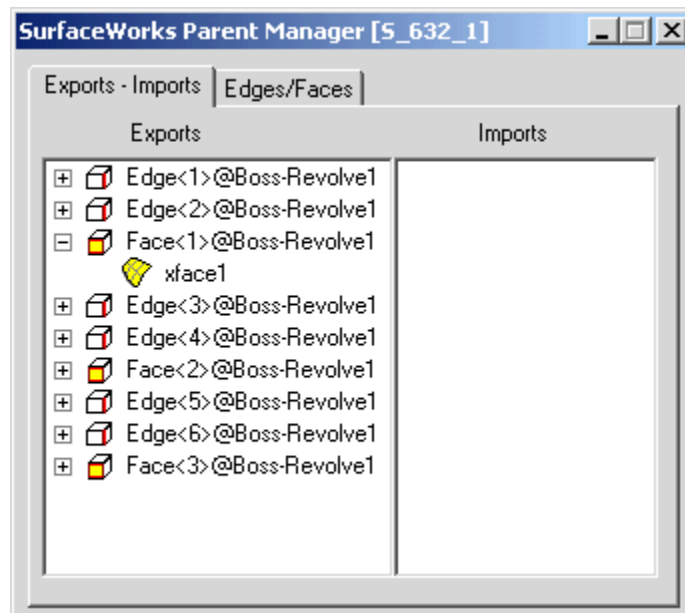 SurfaceWorks Parent Manager [S_632_1]
Exports - Imports Edges/Faces
Exports Imports
Edge<1>@Boss-Revolve1
Edge<2>@Boss-Revolve1
Face<1>@Boss-Revolve1
xface1
Edge<3>@Boss-Revolve1
Edge<4>@Boss-Revolve1
Face<2>@Boss-Revolve1
Edge<5>@Boss-Revolve1
Edge<6>@Boss-Revolve1
Face<3>@Boss-Revolve1